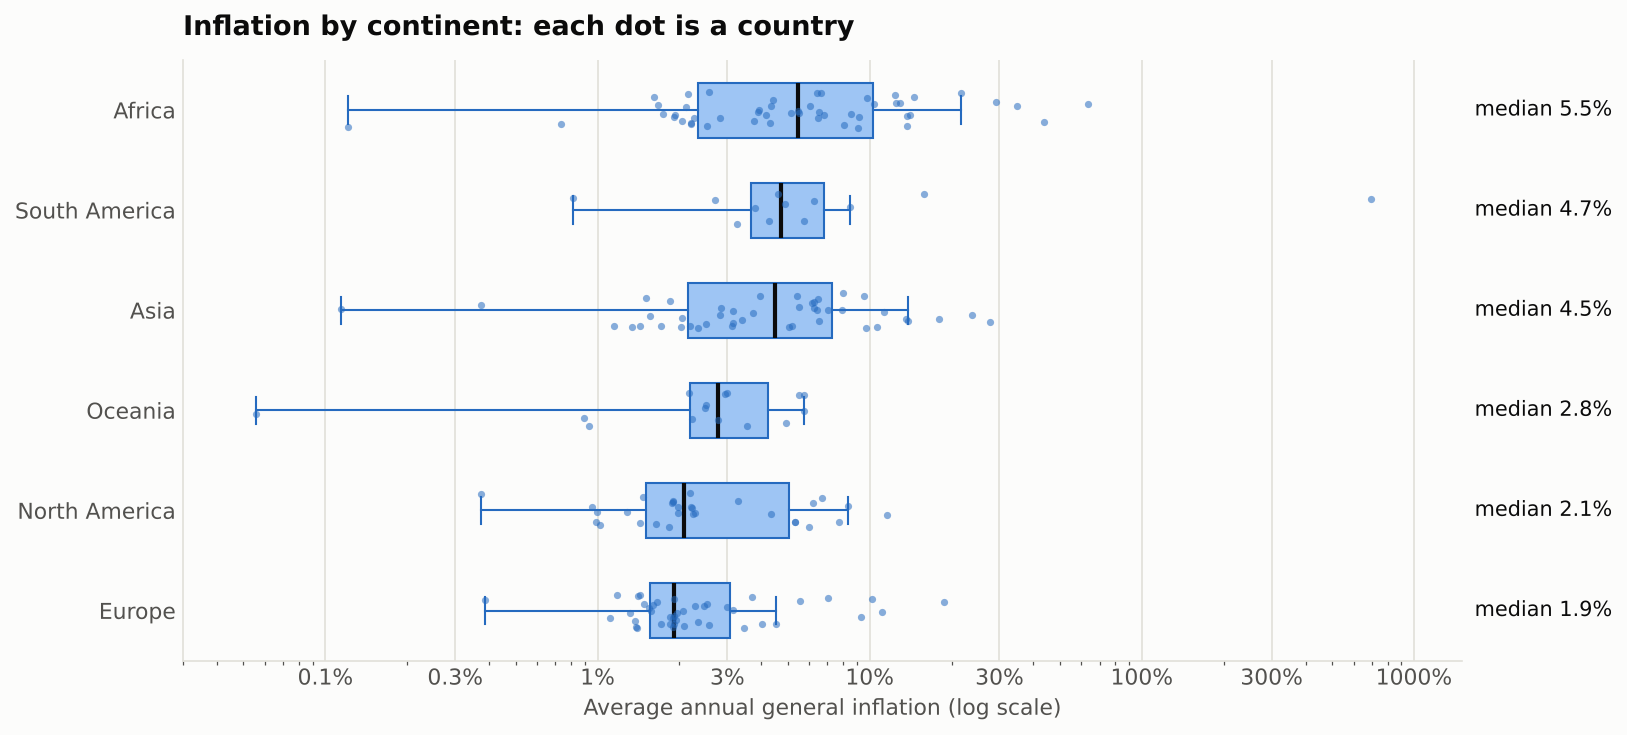 Inflation by continent: each dot is a country
Africa
median 5.5%
South America
median 4.7%
Asia
median 4.5%
Oceania
median 2.8%
North America
median 2.1%
Europe
median 1.9%
0.1% 0.3% 1% 3% 10% 30% 100% 300% 1000%
Average annual general inflation (log scale)